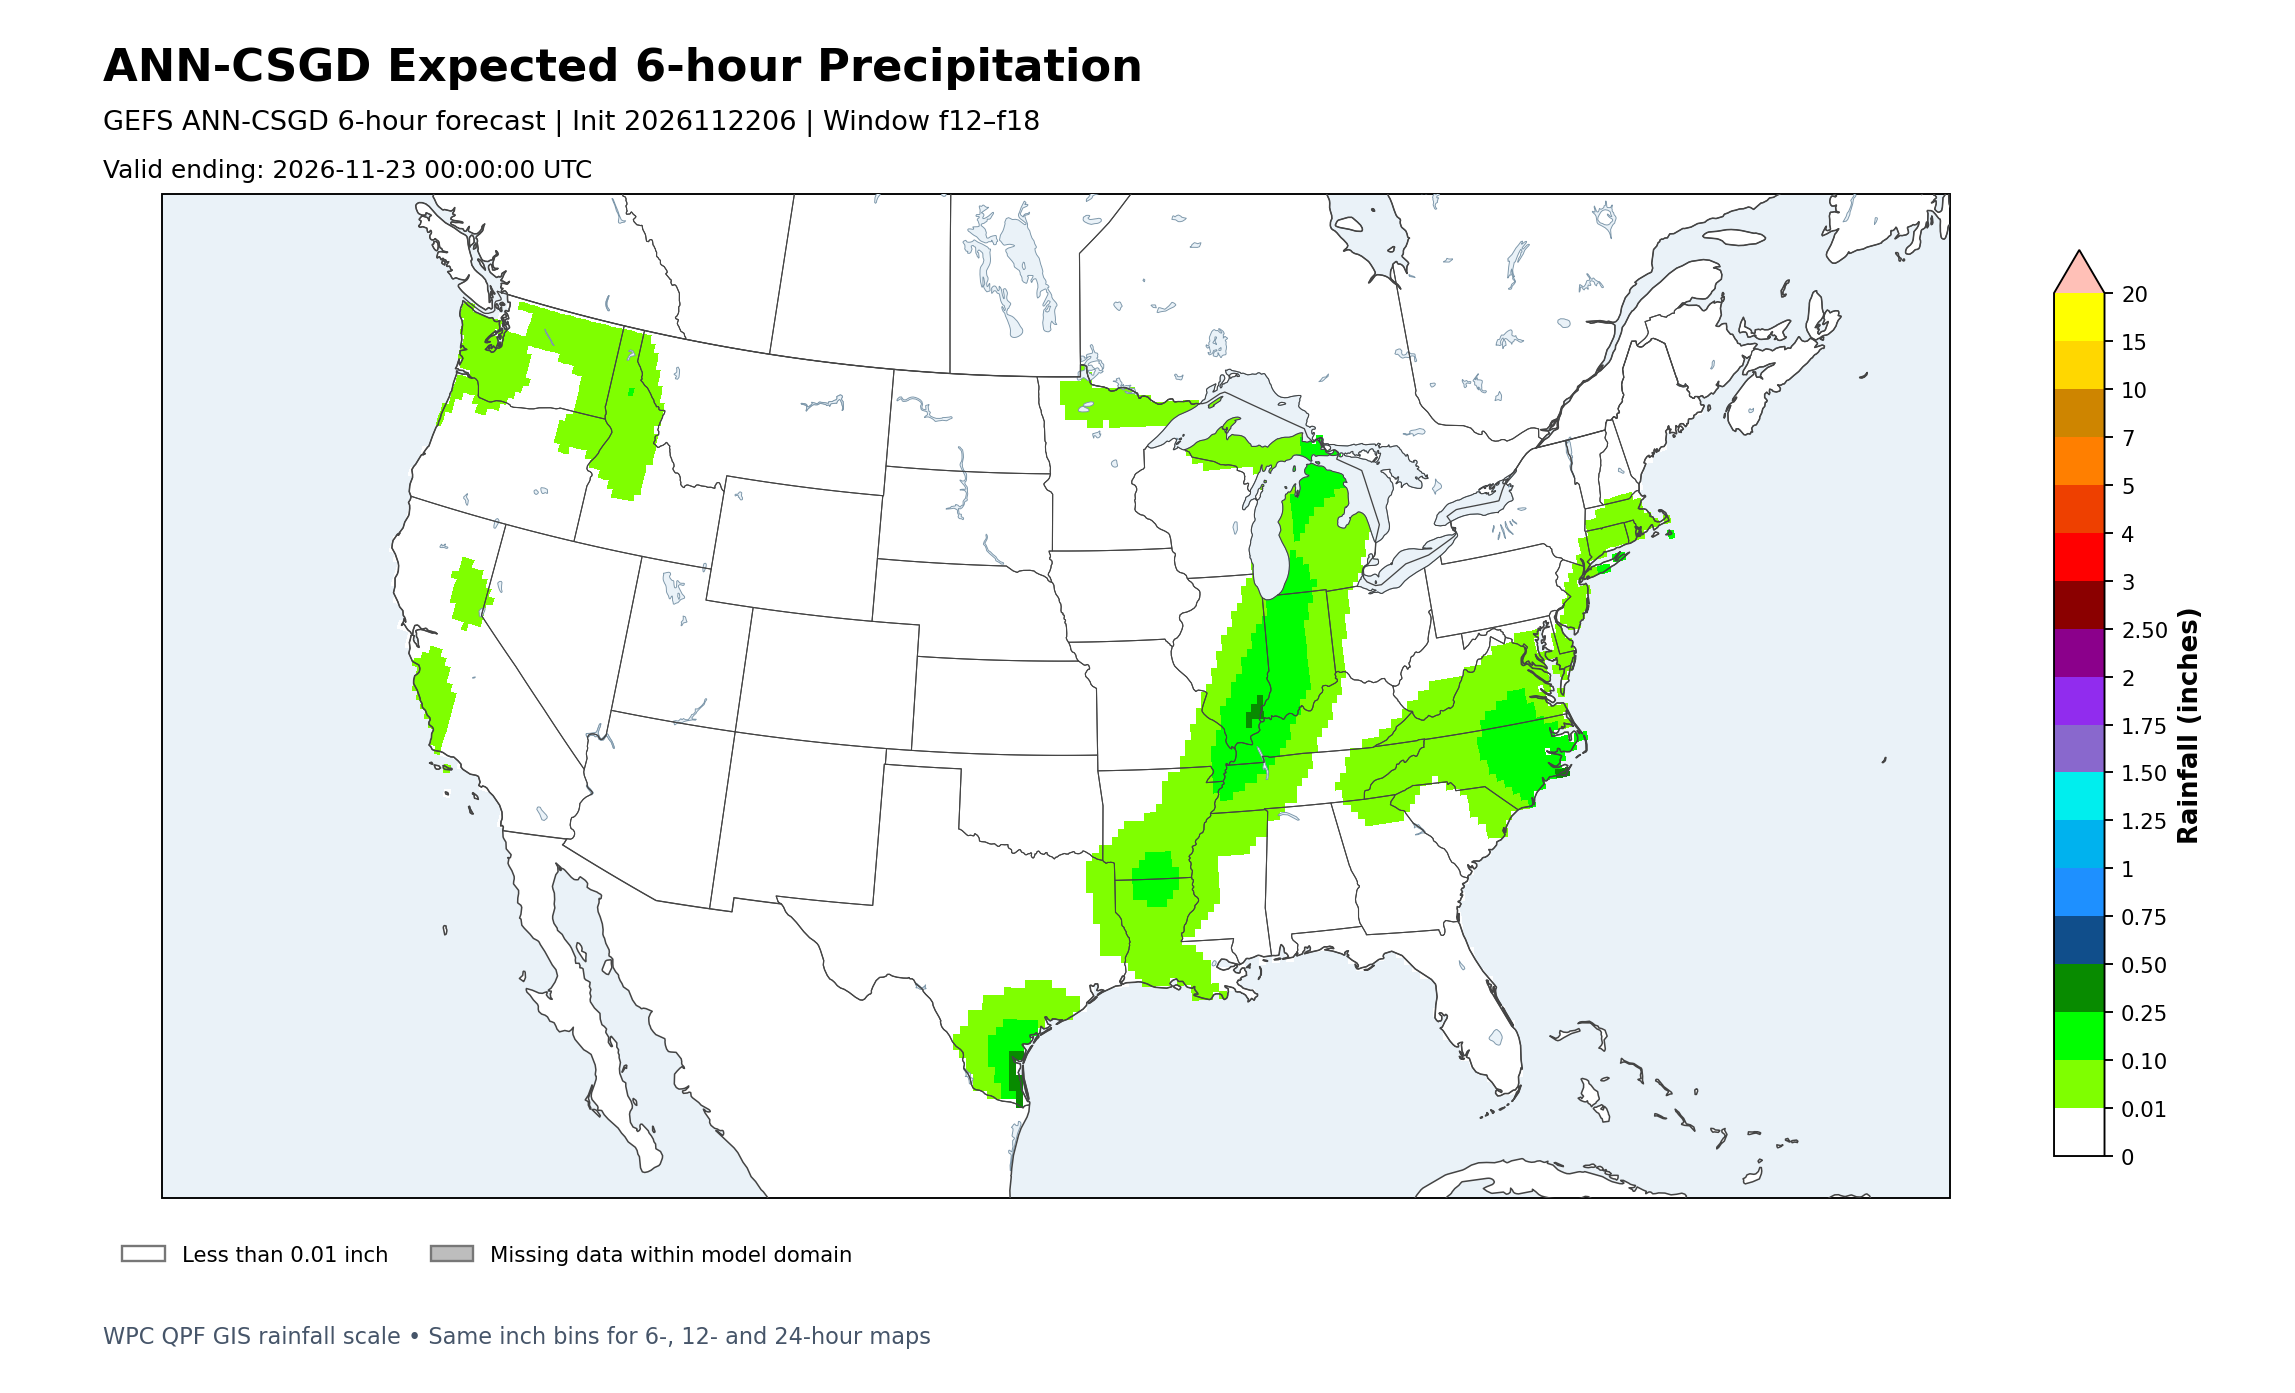 ANN-CSGD Expected 6-hour Precipitation
GEFS ANN-CSGD 6-hour forecast | Init 2026112206 | Window f12–f18
Valid ending: 2026-11-23 00:00:00 UTC
20
15
10
7
5
4
3
2.50
2
1.75
1.50
1.25
1
0.75
0.50
0.25
0.10
0.01
0
Rainfall (inches)
Less than 0.01 inch
Missing data within model domain
WPC QPF GIS rainfall scale • Same inch bins for 6-, 12- and 24-hour maps